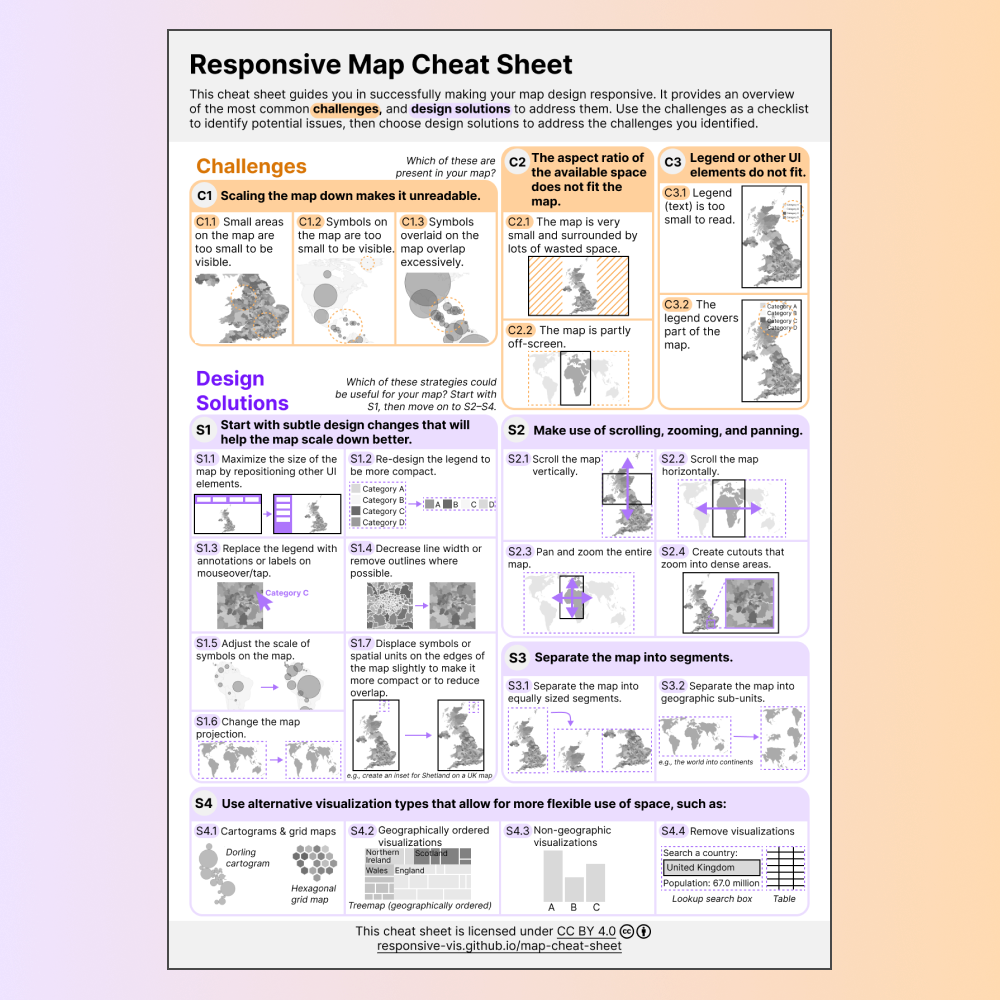 Responsive Map Cheat Sheet
This cheat sheet guides you in successfully making your map design responsive. It provides an overview
of the most common challenges, and design solutions to address them. Use the challenges as a checklist
to identify potential issues, then choose design solutions to address the challenges you identified.
Challenges
Which of these are
present in your map?
C1 Scaling the map down makes it unreadable.
C1.1 Small areas
on the map are
too small to be
visible.
C1.2 Symbols on
the map are too
small to be visible.
C1.3 Symbols
overlaid on the
map overlap
excessively.
C2 The aspect ratio of
the available space
does not fit the
map.
C2.1 The map is very
small and surrounded by
lots of wasted space.
C2.2 The map is partly
off-screen.
C3 Legend or other UI
elements do not fit.
C3.1 Legend
(text) is too
small to read.
C3.2 The
legend covers
part of the
map.
Category A
Category B
Category C
Category D
Design
Solutions
Which of these strategies could
be useful for your map? Start with
S1, then move on to S2–S4.
S1 Start with subtle design changes that will
help the map scale down better.
S1.1 Maximize the size of the
map by repositioning other UI
elements.
S1.2 Re-design the legend to
be more compact.
Category A
Category B
Category C
Category D
A B C D
S1.3 Replace the legend with
annotations or labels on
mouseover/tap.
Category C
S1.4 Decrease line width or
remove outlines where
possible.
S1.5 Adjust the scale of
symbols on the map.
S1.6 Change the map
projection.
S1.7 Displace symbols or
spatial units on the edges of
the map slightly to make it
more compact or to reduce
overlap.
e.g., create an inset for Shetland on a UK map
S2 Make use of scrolling, zooming, and panning.
S2.1 Scroll the map
vertically.
S2.2 Scroll the map
horizontally.
S2.3 Pan and zoom the entire
map.
S2.4 Create cutouts that
zoom into dense areas.
S3 Separate the map into segments.
S3.1 Separate the map into
equally sized segments.
S3.2 Separate the map into
geographic sub-units.
e.g., the world into continents
S4 Use alternative visualization types that allow for more flexible use of space, such as:
S4.1 Cartograms & grid maps
Dorling
cartogram
Hexagonal
grid map
S4.2 Geographically ordered
visualizations
Northern
Ireland
Scotland
Wales England
Treemap (geographically ordered)
S4.3 Non-geographic
visualizations
A B C
S4.4 Remove visualizations
Search a country:
United Kingdom
Population: 67.0 million
Lookup search box Table
This cheat sheet is licensed under CC BY 4.0
responsive-vis.github.io/map-cheat-sheet